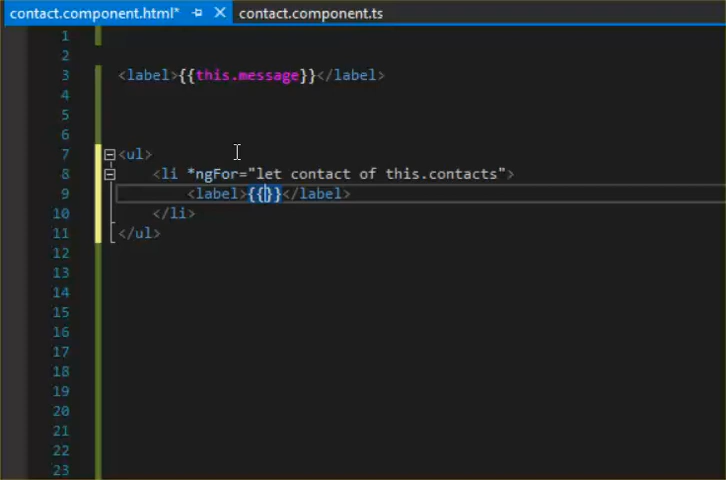 contact.component.html* contact.component.ts
1
2
3 <label>{{this.message}}</label>
4
5
6
7 <ul>
8 <li *ngFor="let contact of this.contacts">
9 <label>{{}}</label>
10 </li>
11 </ul>
12
13
14
15
16
17
18
19
20
21
22
23